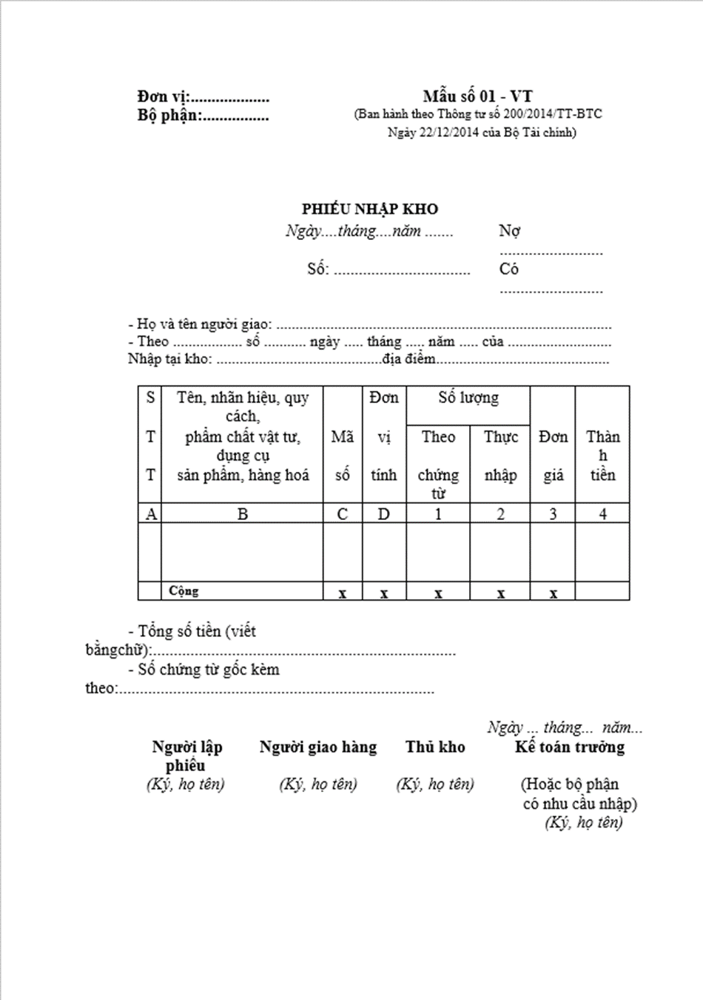 Đơn vị:................... Mẫu số 01 - VT
Bộ phận:................ (Ban hành theo Thông tư số 200/2014/TT-BTC
Ngày 22/12/2014 của Bộ Tài chính)
PHIẾU NHẬP KHO
Ngày....tháng....năm ....... Nợ
.........................
Số: ................................. Có
.........................
- Họ và tên người giao: .................................................................................
- Theo .................. số ........... ngày ..... tháng ..... năm ..... của ...........................
Nhập tại kho: ...........................................địa điểm.............................................
S Tên, nhãn hiệu, quy Đơn Số lượng
cách,
T phẩm chất vật tư, Mã vị Theo Thực Đơn Thàn
dụng cụ h
T sản phẩm, hàng hoá số tính chứng nhập giá tiền
từ
A B C D 1 2 3 4
Cộng x x x x x
- Tổng số tiền (viết
bằngchữ):.........................................................................
- Số chứng từ gốc kèm
theo:............................................................................
Ngày ... tháng... năm...
Người lập Người giao hàng Thủ kho Kế toán trưởng
phiếu
(Ký, họ tên) (Ký, họ tên) (Ký, họ tên) (Hoặc bộ phận
có nhu cầu nhập)
(Ký, họ tên)